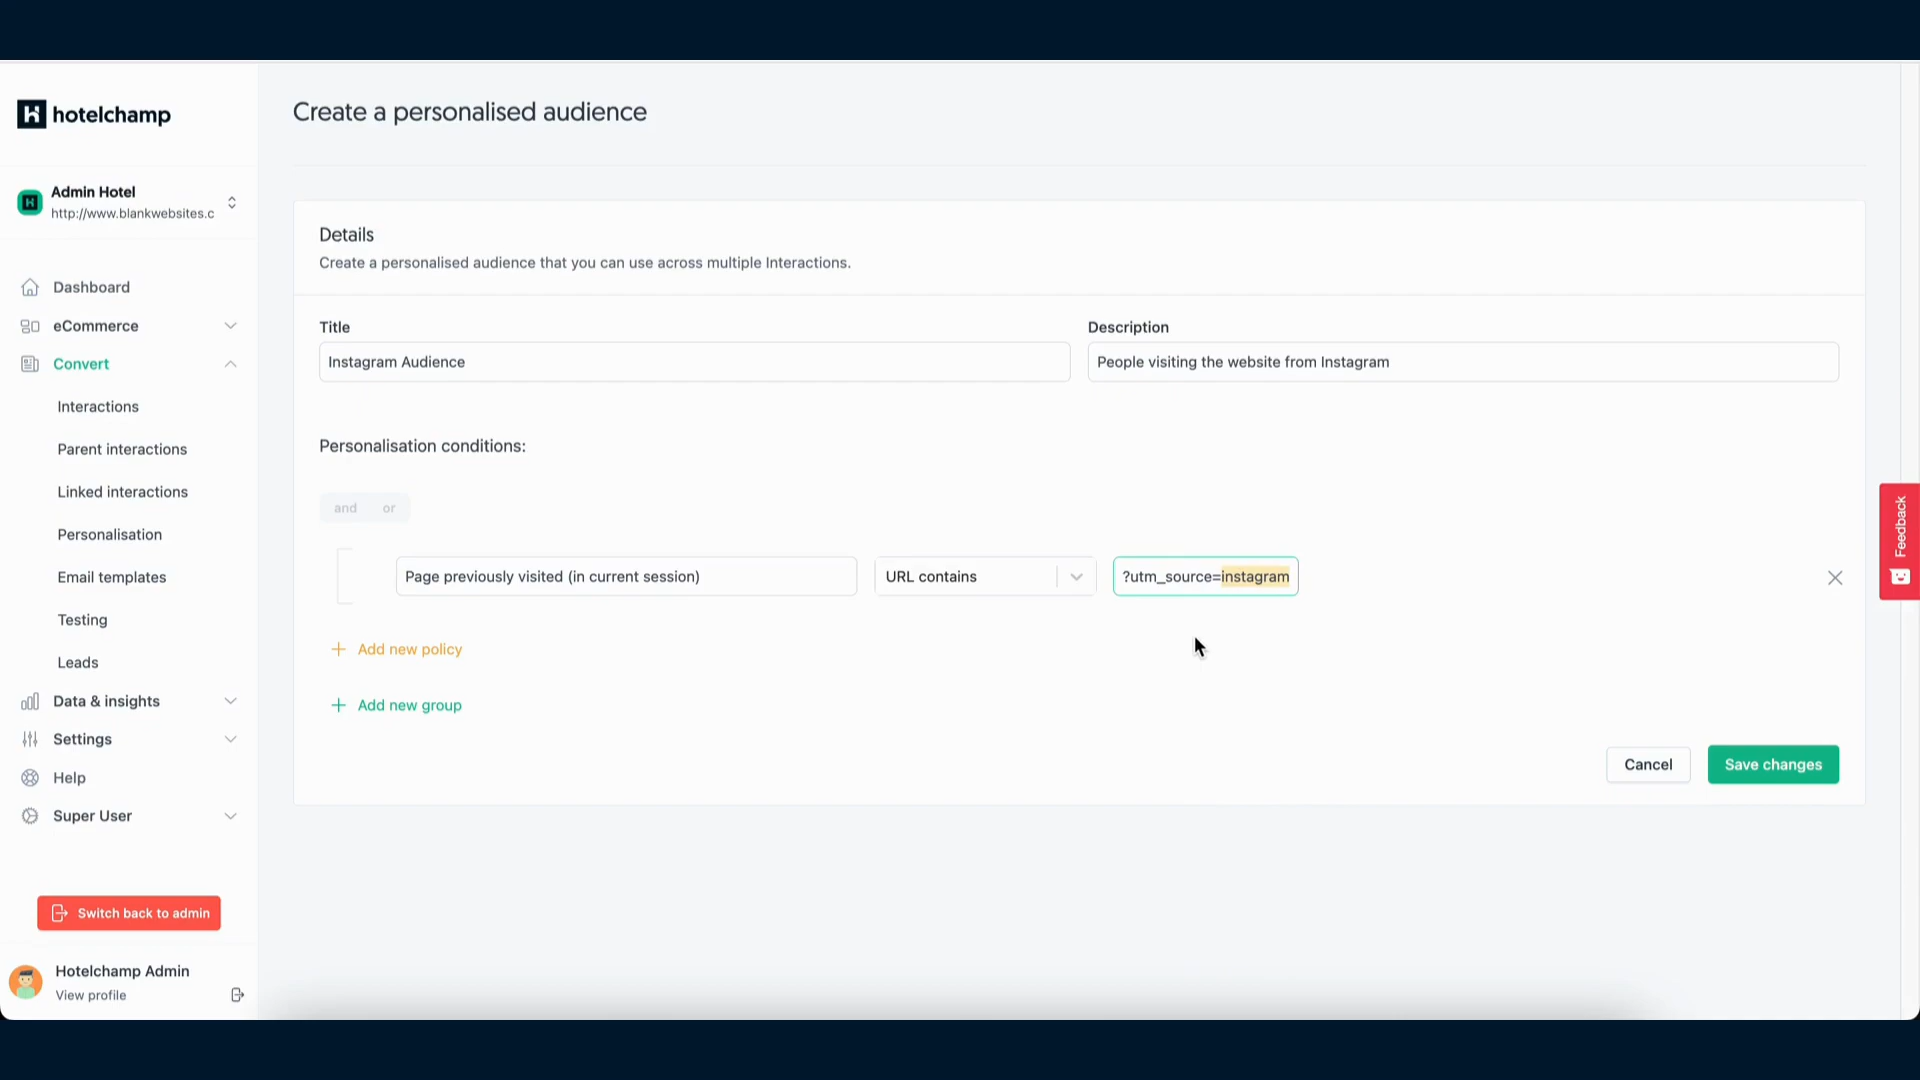 hotelchamp
Create a personalised audience
Admin Hotel
http://www.blankwebsites.c
Dashboard
eCommerce
Convert
Interactions
Parent interactions
Linked interactions
Personalisation
Email templates
Testing
Leads
Data & insights
Settings
Help
Super User
Switch back to admin
Hotelchamp Admin
View profile
Details
Create a personalised audience that you can use across multiple Interactions.
Title
Description
Instagram Audience
People visiting the website from Instagram
Personalisation conditions:
and or
Page previously visited (in current session)
URL contains
?utm_source=instagram
Add new policy
Add new group
Cancel
Save changes
Feedback